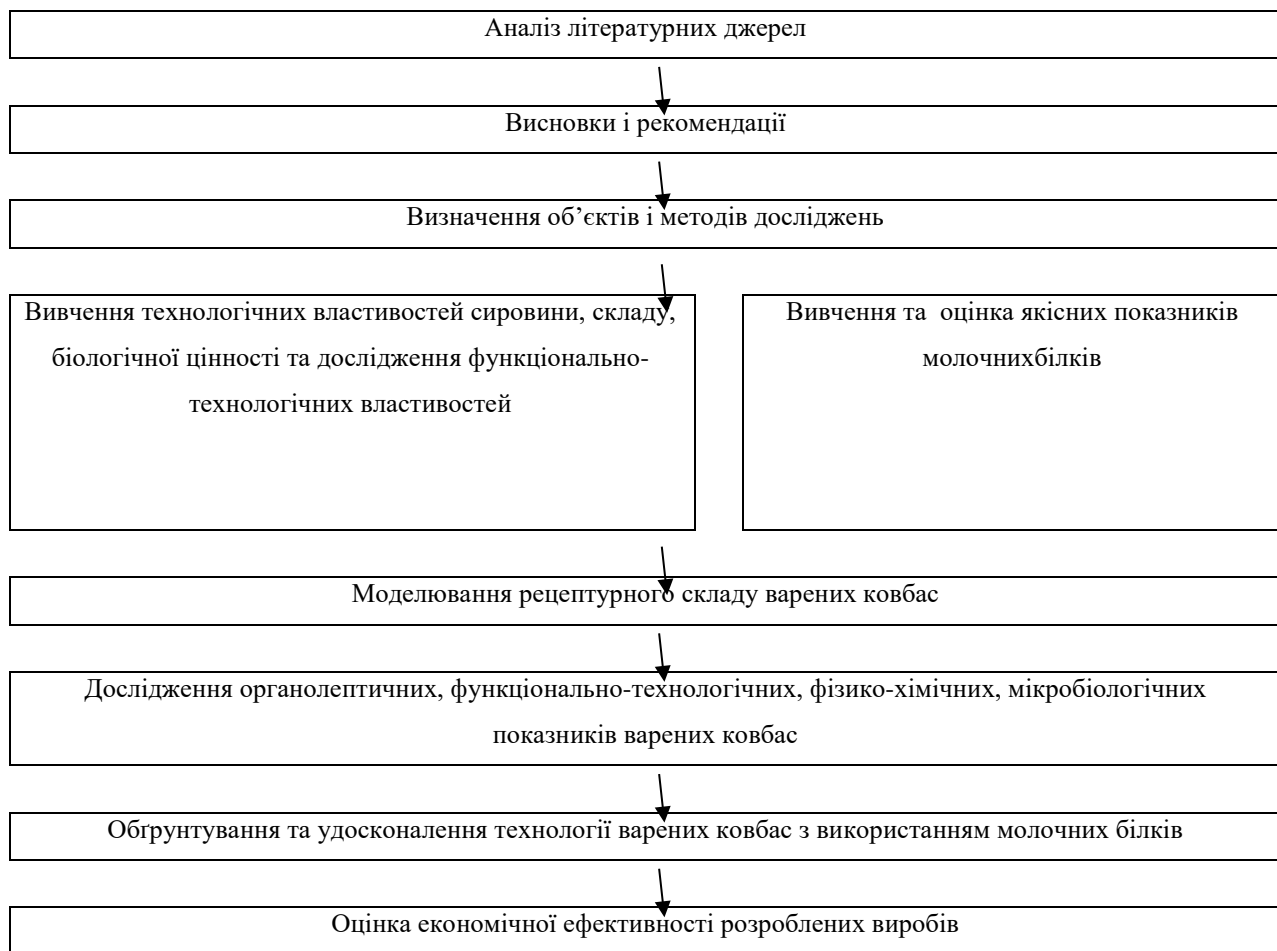 Аналіз літературних джерел
Висновки і рекомендації
Визначення об’єктів і методів досліджень
Вивчення технологічних властивостей сировини, складу,
біологічної цінності та дослідження функціонально-
технологічних властивостей
Вивчення та оцінка якісних показників
молочнихбілків
Моделювання рецептурного складу варених ковбас
Дослідження органолептичних, функціонально-технологічних, фізико-хімічних, мікробіологічних
показників варених ковбас
Обґрунтування та удосконалення технології варених ковбас з використанням молочних білків
Оцінка економічної ефективності розроблених виробів